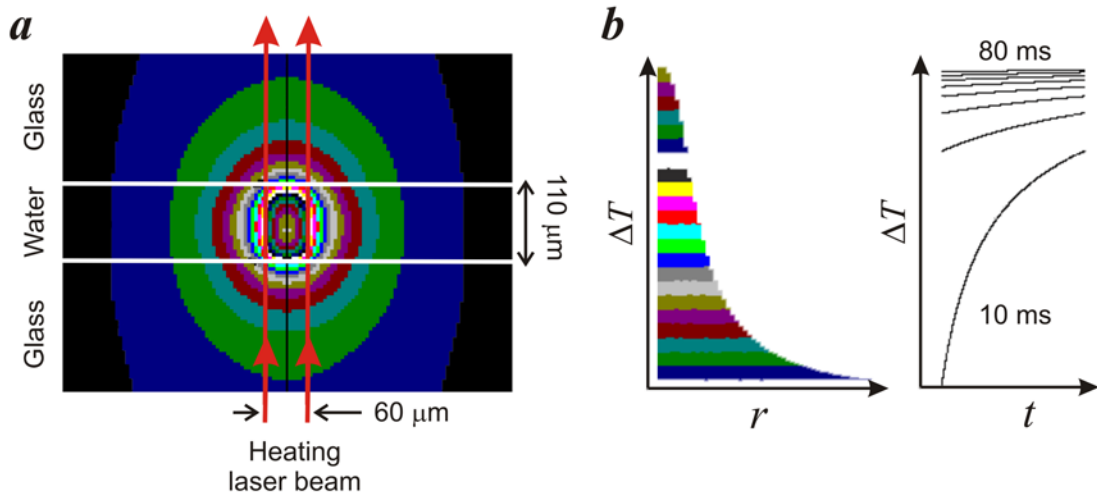 a
Glass
Water
Glass
110 μm
60 μm
Heating
laser beam
b
ΔT
r
80 ms
ΔT
10 ms
t